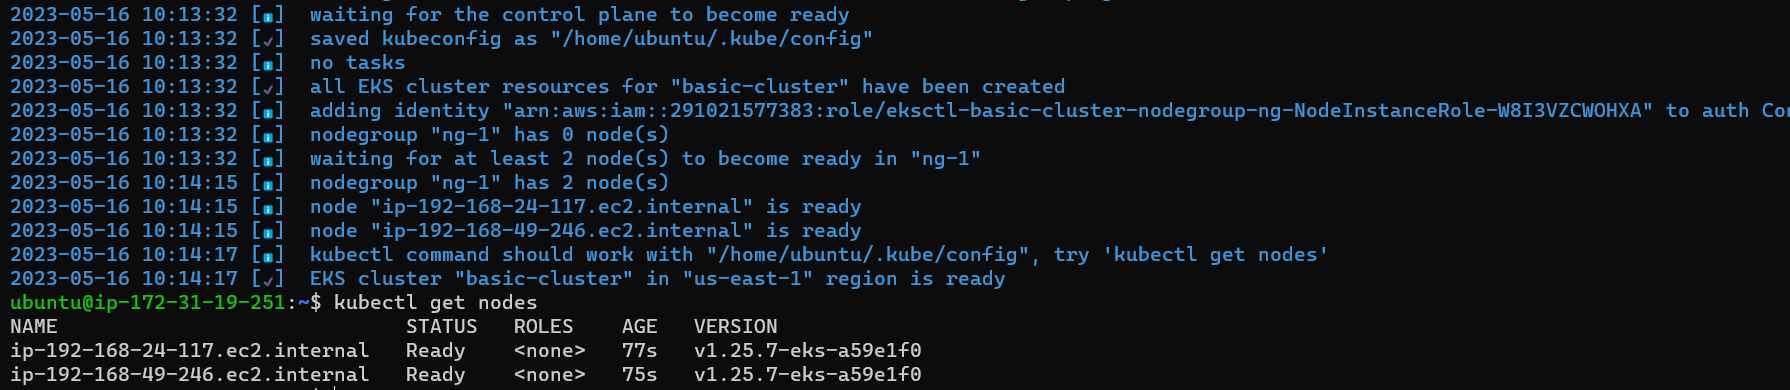 2023-05-16 10:13:32 [ℹ]  waiting for the control plane to become ready
2023-05-16 10:13:32 [✓]  saved kubeconfig as "/home/ubuntu/.kube/config"
2023-05-16 10:13:32 [ℹ]  no tasks
2023-05-16 10:13:32 [✓]  all EKS cluster resources for "basic-cluster" have been created
2023-05-16 10:13:32 [ℹ]  adding identity "arn:aws:iam::291021577383:role/eksctl-basic-cluster-nodegroup-ng-NodeInstanceRole-W8I3VZCWOHXA" to auth Con
2023-05-16 10:13:32 [ℹ]  nodegroup "ng-1" has 0 node(s)
2023-05-16 10:13:32 [ℹ]  waiting for at least 2 node(s) to become ready in "ng-1"
2023-05-16 10:14:15 [ℹ]  nodegroup "ng-1" has 2 node(s)
2023-05-16 10:14:15 [ℹ]  node "ip-192-168-24-117.ec2.internal" is ready
2023-05-16 10:14:15 [ℹ]  node "ip-192-168-49-246.ec2.internal" is ready
2023-05-16 10:14:17 [ℹ]  kubectl command should work with "/home/ubuntu/.kube/config", try 'kubectl get nodes'
2023-05-16 10:14:17 [✓]  EKS cluster "basic-cluster" in "us-east-1" region is ready
ubuntu@ip-172-31-19-251:~$ kubectl get nodes
NAME                             STATUS   ROLES    AGE   VERSION
ip-192-168-24-117.ec2.internal   Ready    <none>   77s   v1.25.7-eks-a59e1f0
ip-192-168-49-246.ec2.internal   Ready    <none>   75s   v1.25.7-eks-a59e1f0